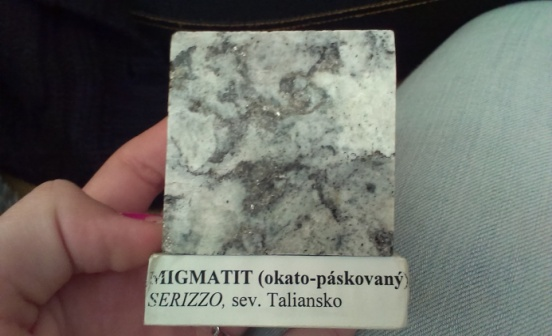 MIGMATIT (okato-páskovaný)
SERIZZO, sev. Taliansko